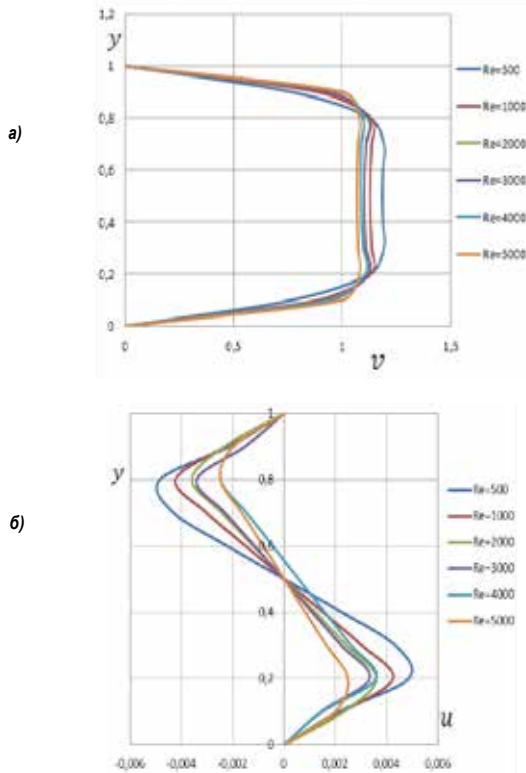 а)
y
1,2
1
0,8
0,6
0,4
0,2
0
0
0,5
1
1,5
v
Re=500
Re=1000
Re=2000
Re=3000
Re=4000
Re=5000
б)
y
1
0,8
0,6
0,4
0,2
0
-0,006
-0,004
-0,002
0
0,002
0,004
0,006
u
Re=500
Re=1000
Re=2000
Re=3000
Re=4000
Re=5000